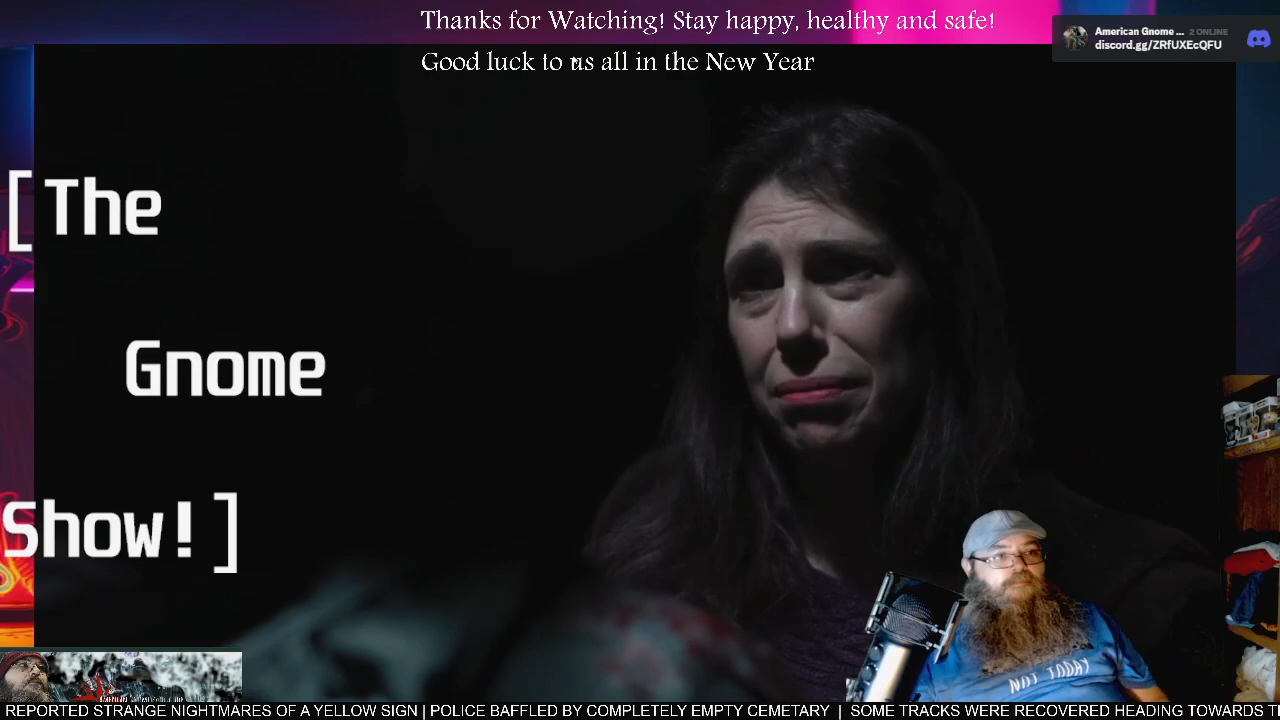 Thanks for Watching! Stay happy, healthy and safe!
Good luck to us all in the New Year
American Gnome ... 2 ONLINE
discord.gg/ZRfUXEcQFU
[The
Gnome
Show!]
NOT TODAY
REPORTED STRANGE NIGHTMARES OF A YELLOW SIGN | POLICE BAFFLED BY COMPLETELY EMPTY CEMETARY | SOME TRACKS WERE RECOVERED HEADING TOWARDS T